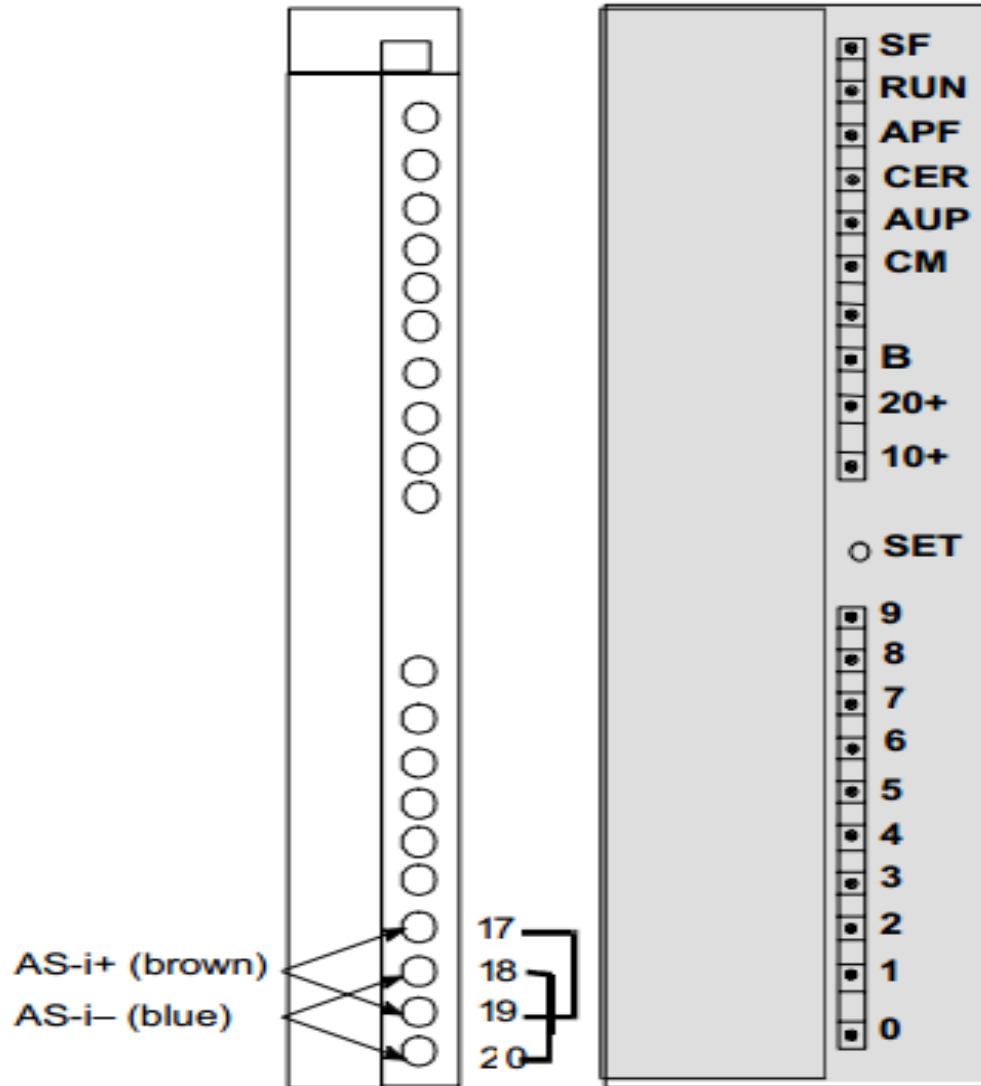 SF
RUN
APF
CER
AUP
CM
B
20+
10+
SET
9
8
7
6
5
4
3
2
1
0
17
18
19
20
AS-i+ (brown)
AS-i– (blue)